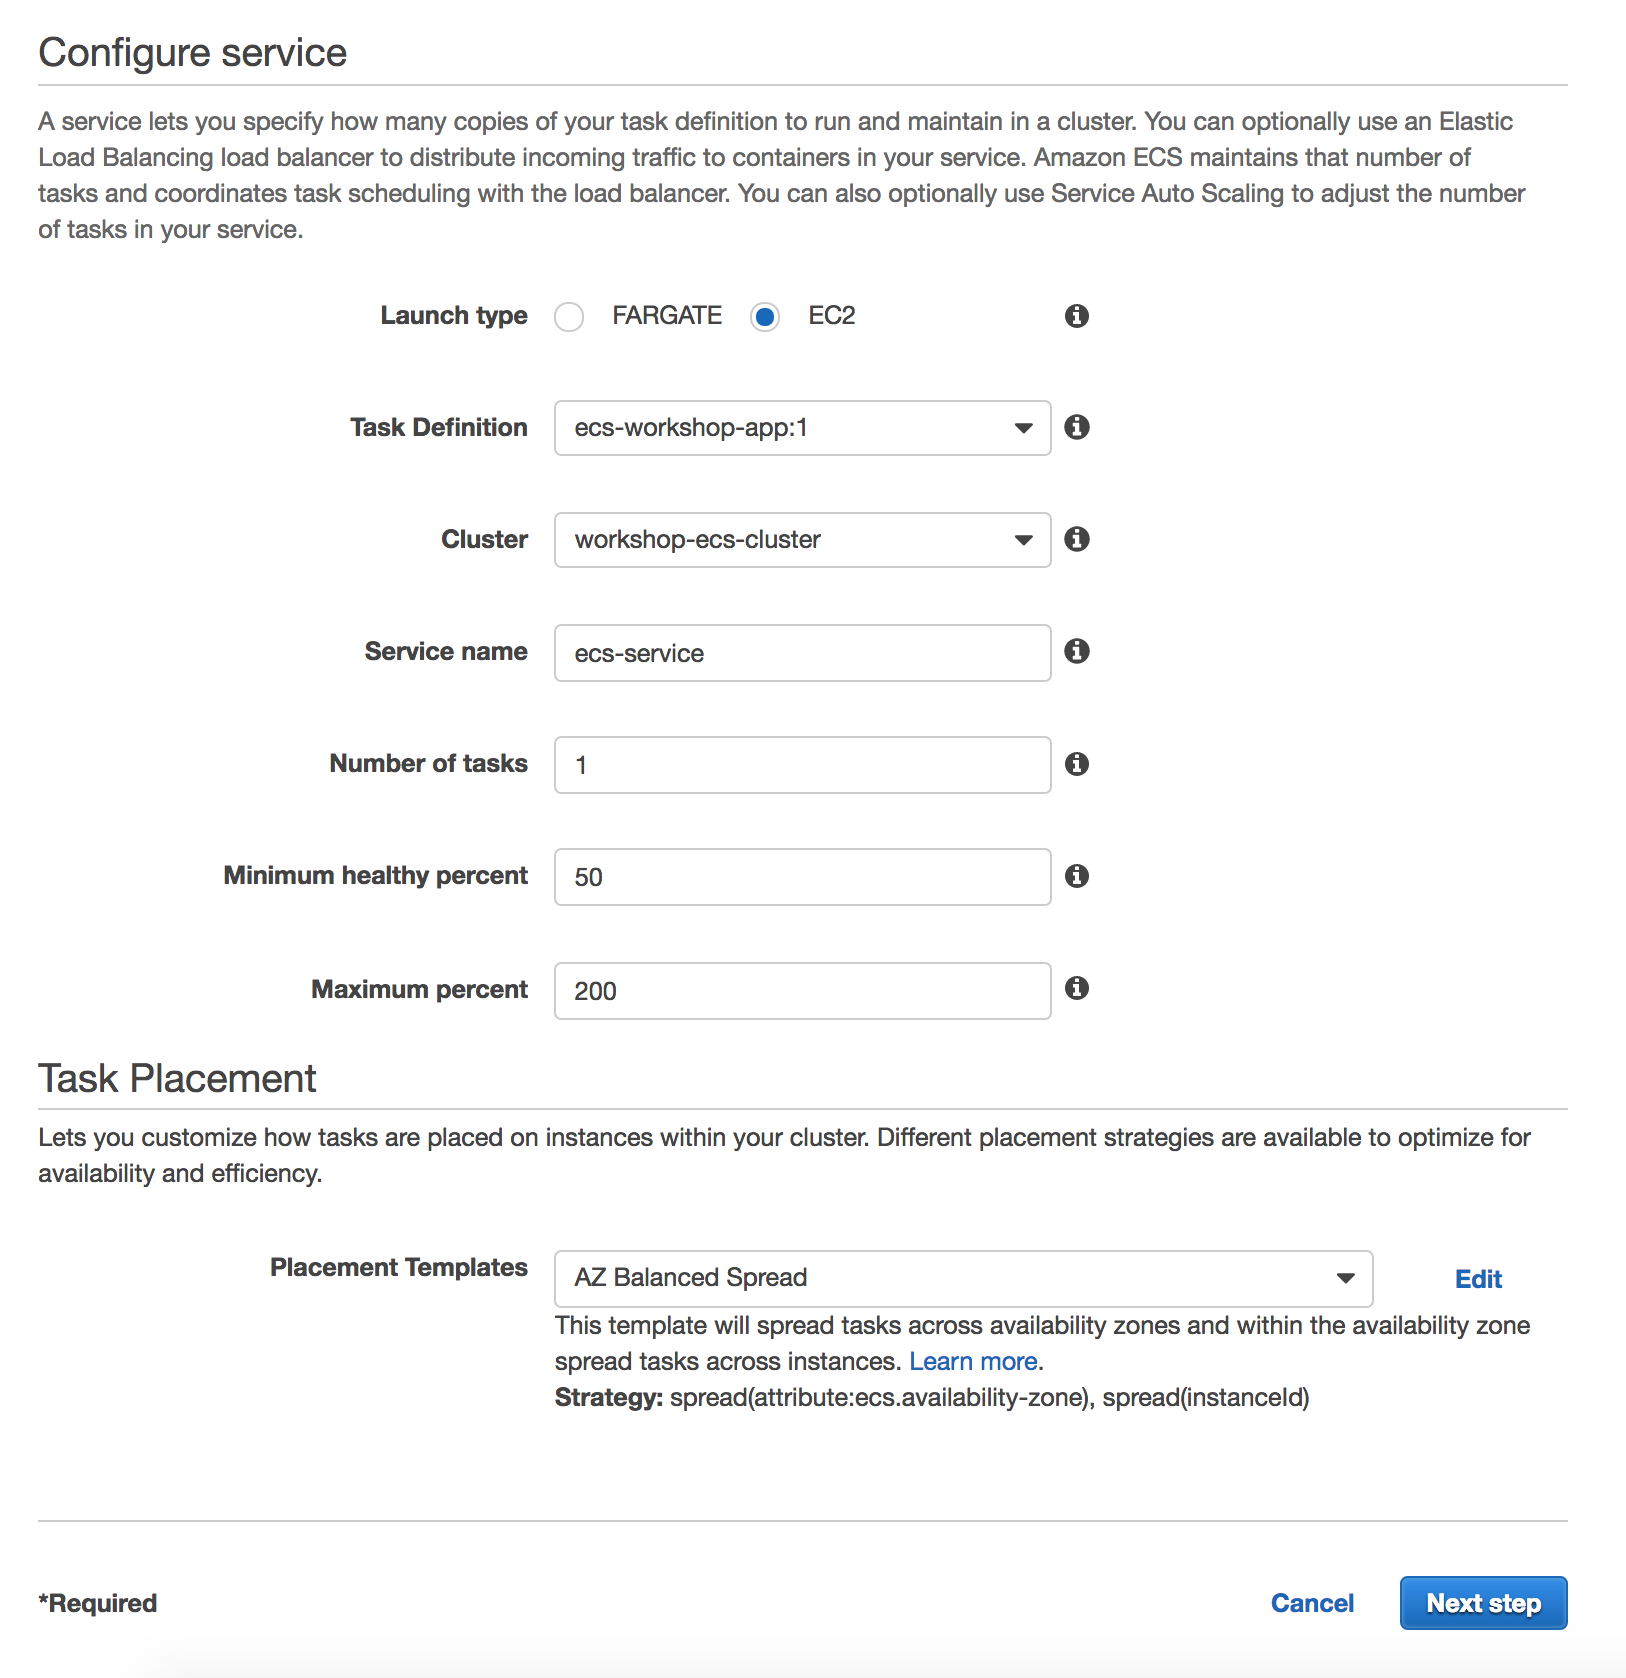 Configure service
A service lets you specify how many copies of your task definition to run and maintain in a cluster. You can optionally use an Elastic
Load Balancing load balancer to distribute incoming traffic to containers in your service. Amazon ECS maintains that number of
tasks and coordinates task scheduling with the load balancer. You can also optionally use Service Auto Scaling to adjust the number
of tasks in your service.
Launch type FARGATE EC2
Task Definition ecs-workshop-app:1
Cluster workshop-ecs-cluster
Service name ecs-service
Number of tasks 1
Minimum healthy percent 50
Maximum percent 200
Task Placement
Lets you customize how tasks are placed on instances within your cluster. Different placement strategies are available to optimize for
availability and efficiency.
Placement Templates AZ Balanced Spread Edit
This template will spread tasks across availability zones and within the availability zone
spread tasks across instances. Learn more.
Strategy: spread(attribute:ecs.availability-zone), spread(instanceId)
*Required Cancel Next step